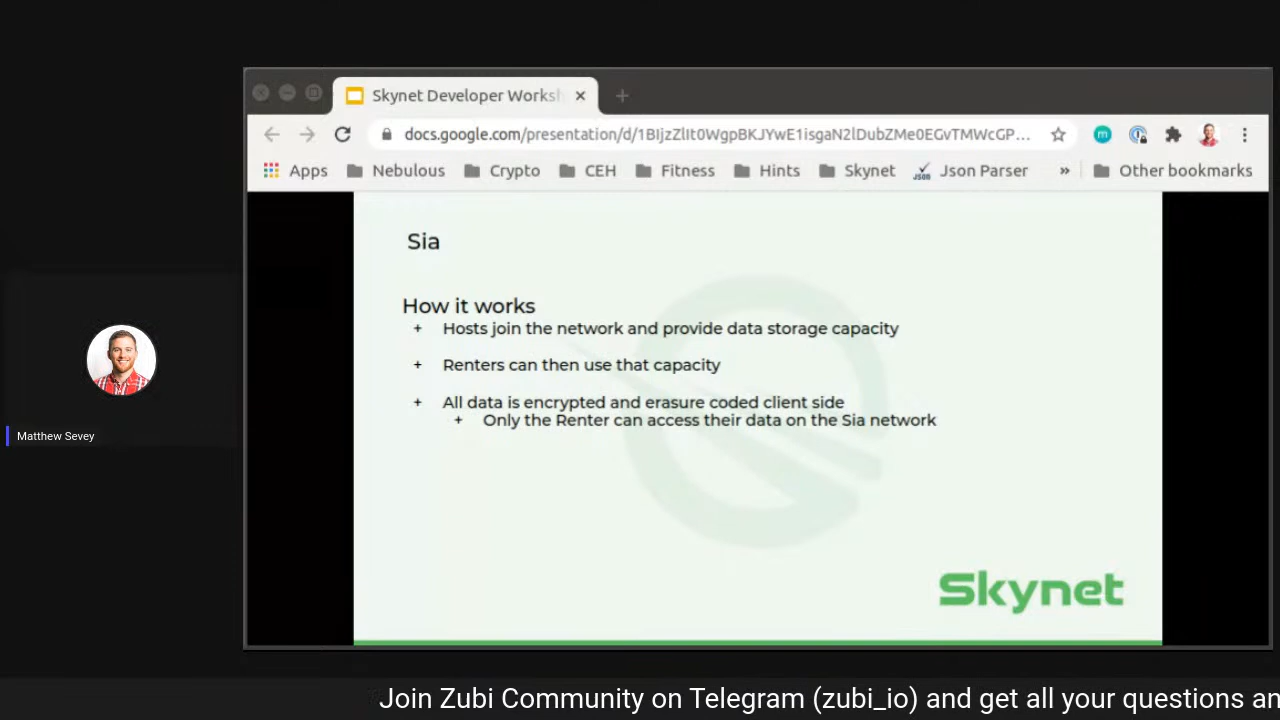 Skynet Developer Worksh
docs.google.com/presentation/d/1BIjzZlIt0WgpBKJYwE1isgaN2lDubZMe0EGvTMWcGP...
Apps Nebulous Crypto CEH Fitness Hints Skynet Json Parser » Other bookmarks
Sia
How it works
+ Hosts join the network and provide data storage capacity
+ Renters can then use that capacity
+ All data is encrypted and erasure coded client side
+ Only the Renter can access their data on the Sia network
Skynet
Matthew Sevey
Join Zubi Community on Telegram (zubi_io) and get all your questions an